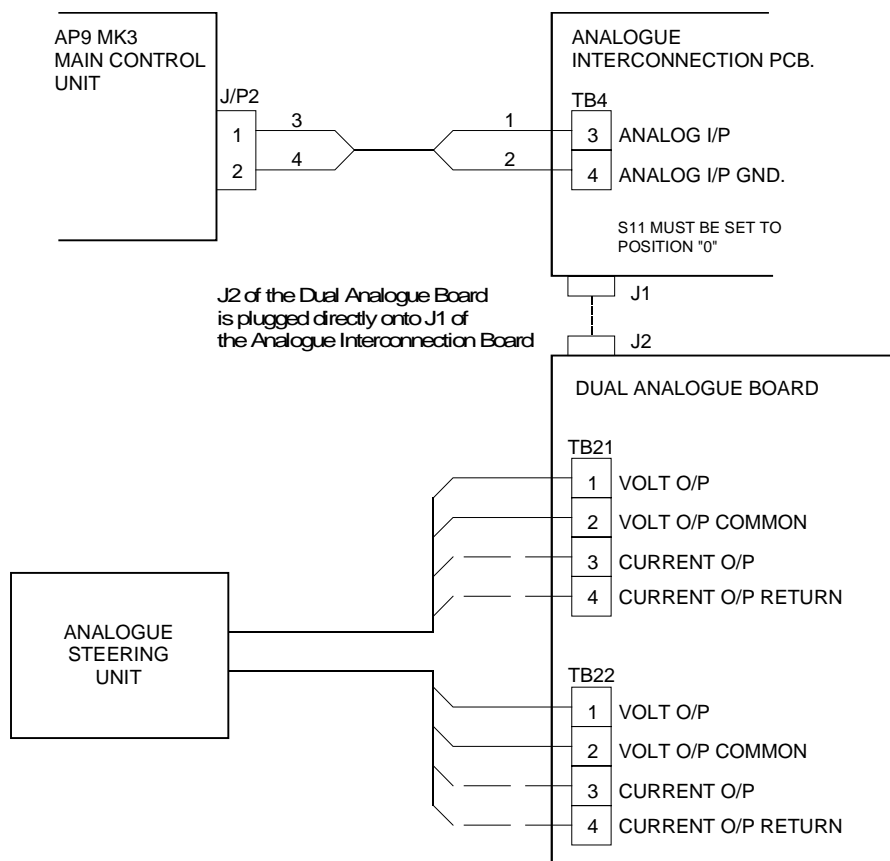 AP9 MK3
MAIN CONTROL
UNIT
J/P2
1
2
3
4
1
2
ANALOGUE
INTERCONNECTION PCB.
TB4
3 ANALOG I/P
4 ANALOG I/P GND.
S11 MUST BE SET TO
POSITION "0"
J2 of the Dual Analogue Board
is plugged directly onto J1 of
the Analogue Interconnection Board
J1
J2
DUAL ANALOGUE BOARD
TB21
1 VOLT O/P
2 VOLT O/P COMMON
3 CURRENT O/P
4 CURRENT O/P RETURN
ANALOGUE
STEERING
UNIT
TB22
1 VOLT O/P
2 VOLT O/P COMMON
3 CURRENT O/P
4 CURRENT O/P RETURN